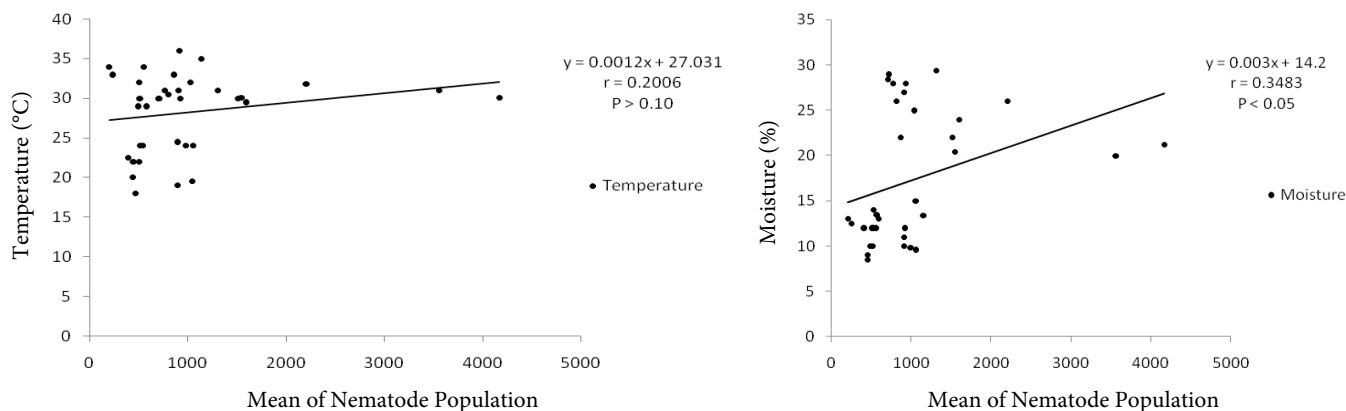 40
35
30
25
20
15
10
5
0
Temperature (°C)
y = 0.0012x + 27.031
r = 0.2006
P > 0.10
Temperature
0 1000 2000 3000 4000 5000
Mean of Nematode Population
35
30
25
20
15
10
5
0
Moisture (%)
y = 0.003x + 14.2
r = 0.3483
P < 0.05
Moisture
0 1000 2000 3000 4000 5000
Mean of Nematode Population